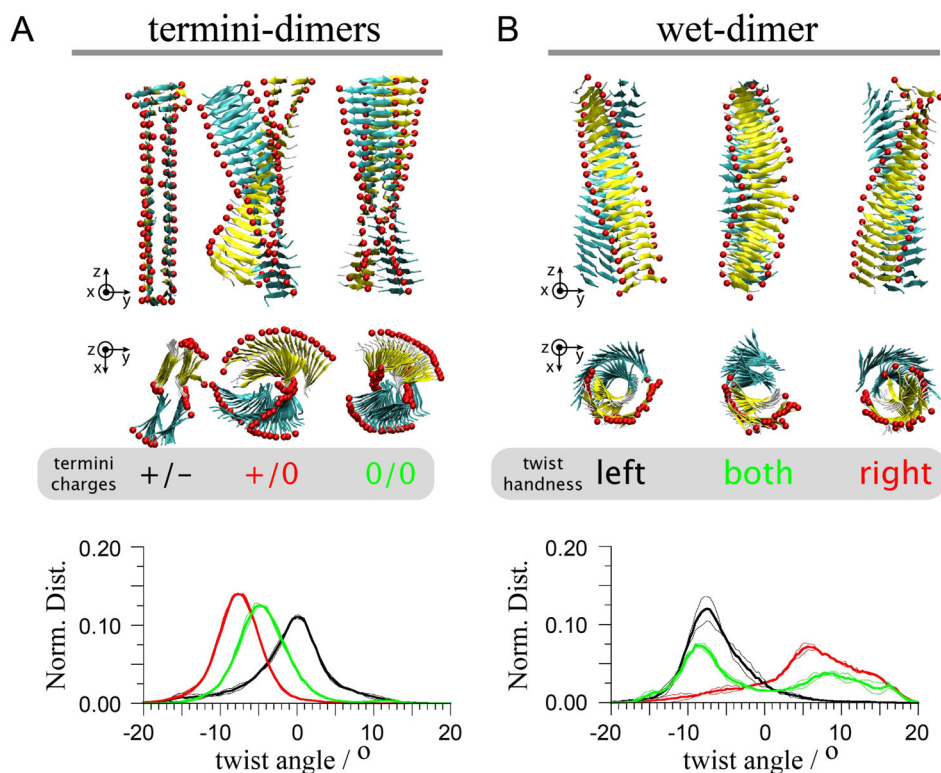 A termini-dimers
z
x y
z y
x
termini charges +/− +/0 0/0
0.20
0.10
0.00
Norm. Dist.
-20 -10 0 10 20
twist angle / °
B wet-dimer
z
x y
z y
x
twist handness left both right
0.20
0.10
0.00
Norm. Dist.
-20 -10 0 10 20
twist angle / °